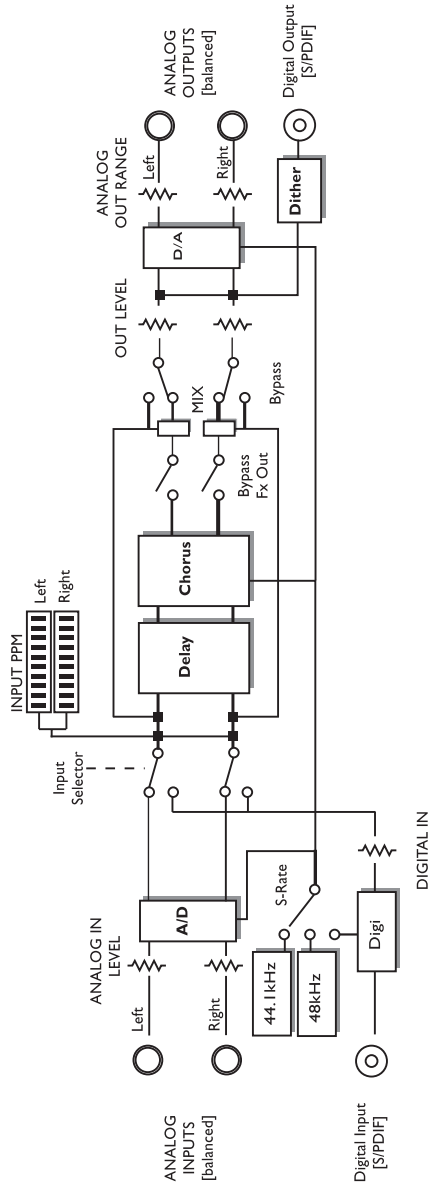 ANALOG
INPUTS
[balanced]
Digital Input
[S/PDIF]
Left
Right
ANALOG IN
LEVEL
A/D
44.1kHz
48kHz
S-Rate
Digi
DIGITAL IN
Input
Selector
INPUT PPM
Left
Right
Delay
Chorus
Bypass
Fx Out
MIX
Bypass
OUT LEVEL
D/A
ANALOG
OUT RANGE
Left
Right
Dither
ANALOG
OUTPUTS
[balanced]
Digital Output
[S/PDIF]